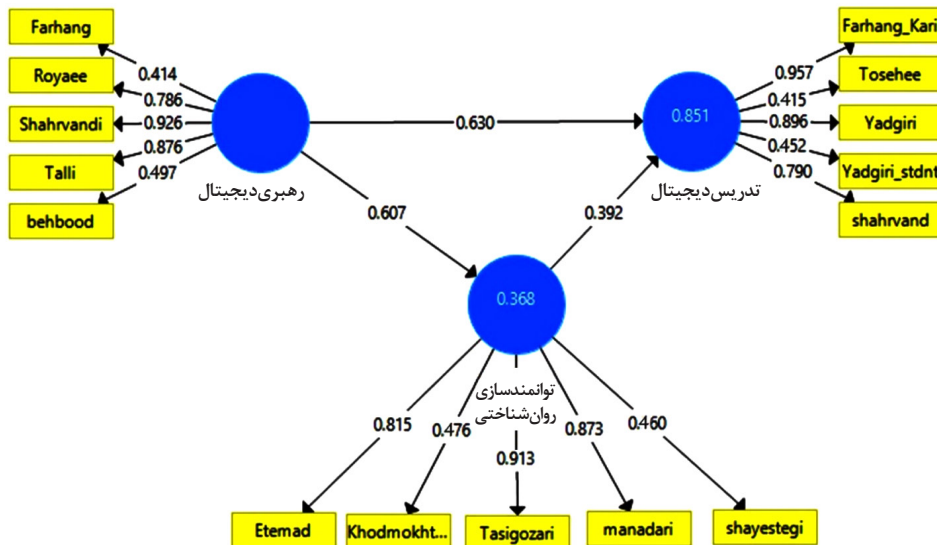 Farhang
Royaee
Shahrvandi
Talli
behbood
0.414
0.786
0.926
0.876
0.497
رهبری‌دیجیتال
0.630
0.607
0.392
0.851
تدریس‌دیجیتال
0.957
0.415
0.896
0.452
0.790
Farhang_Kari
Tosehee
Yadgiri
Yadgiri_stdnt
shahrvand
0.368
توانمندسازی
روان‌شناختی
0.815
0.476
0.913
0.873
0.460
Etemad
Khodmokht...
Tasigozari
manadari
shayestegi